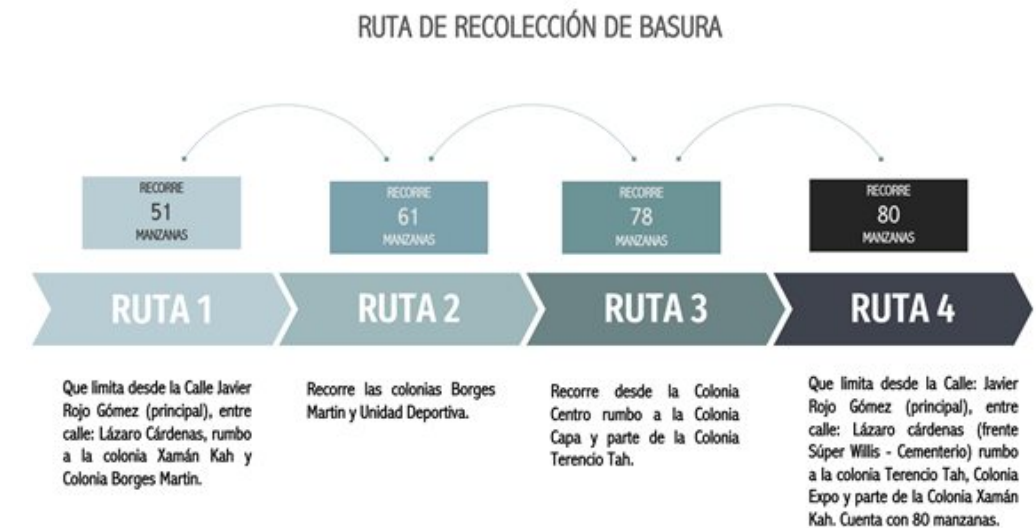 RUTA DE RECOLECCIÓN DE BASURA
RECORRE
51
MANZANAS
RECORRE
61
MANZANAS
RECORRE
78
MANZANAS
RECORRE
80
MANZANAS
RUTA 1
RUTA 2
RUTA 3
RUTA 4
Que limita desde la Calle Javier
Rojo Gómez (principal), entre
calle: Lázaro Cárdenas, rumbo
a la colonia Xamán Kah y
Colonia Borges Martin.
Recorre las colonias Borges
Martin y Unidad Deportiva.
Recorre desde la Colonia
Centro rumbo a la Colonia
Capa y parte de la Colonia
Terencio Tah.
Que limita desde la Calle: Javier
Rojo Gómez (principal), entre
calle: Lázaro cárdenas (frente
Súper Willis - Cementerio) rumbo
a la colonia Terencio Tah, Colonia
Expo y parte de la Colonia Xamán
Kah. Cuenta con 80 manzanas.